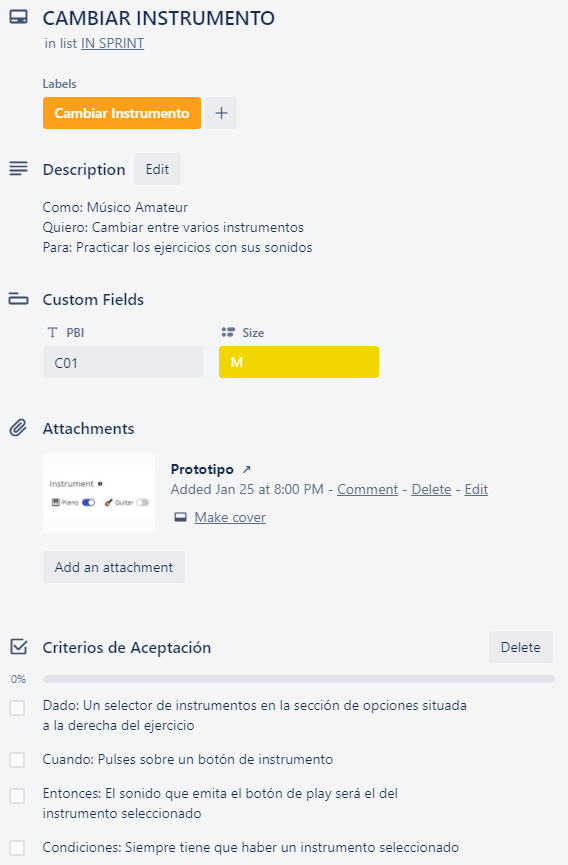 CAMBIAR INSTRUMENTO
in list IN SPRINT
Labels
Cambiar Instrumento
+
Description Edit
Como: Músico Amateur
Quiero: Cambiar entre varios instrumentos
Para: Practicar los ejercicios con sus sonidos
Custom Fields
PBI Size
C01 M
Attachments
Instrument
Piano Guitar
Prototipo ↗
Added Jan 25 at 8:00 PM - Comment - Delete - Edit
Make cover
Add an attachment
Criterios de Aceptación Delete
0%
Dado: Un selector de instrumentos en la sección de opciones situada
a la derecha del ejercicio
Cuando: Pulses sobre un botón de instrumento
Entonces: El sonido que emita el botón de play será el del
instrumento seleccionado
Condiciones: Siempre tiene que haber un instrumento seleccionado